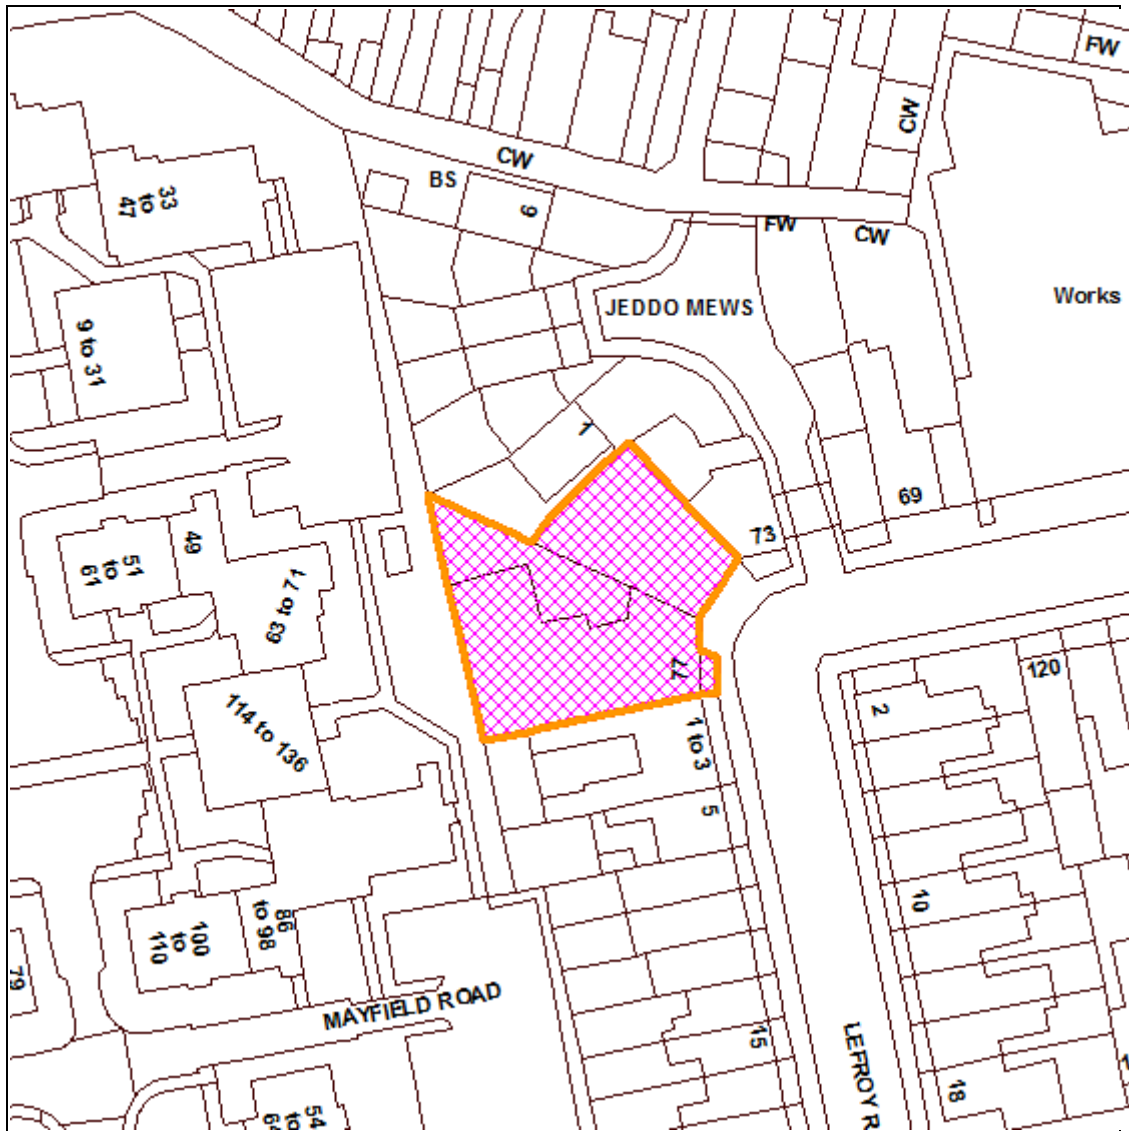 FW
CW
CW
BS
9
33
to
47
FW
CW
JEDDO MEWS
Works
9 to 31
1
69
49
51
to
61
73
63 to 71
77
120
2
114 to 136
1 to 3
5
10
86
to 98
100
to
110
79
MAYFIELD ROAD
15
LEFROY R
18
54
to